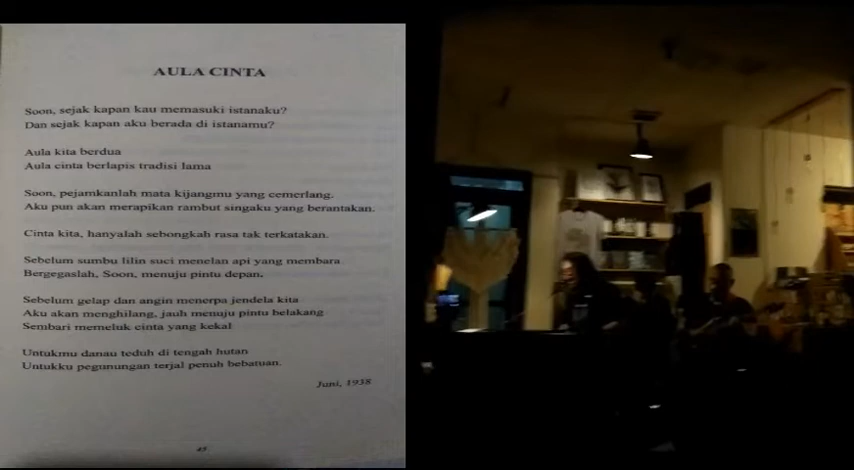 AULA CINTA
Soon, sejak kapan kau memasuki istanaku?
Dan sejak kapan aku berada di istanamu?
Aula kita berdua
Aula cinta berlapis tradisi lama
Soon, pejamkanlah mata kijangmu yang cemerlang.
Aku pun akan merapikan rambut singaku yang berantakan.
Cinta kita, hanyalah sebongkah rasa tak terkatakan.
Sebelum sumbu lilin suci menelan api yang membara
Bergegaslah, Soon, menuju pintu depan.
Sebelum gelap dan angin menerpa jendela kita
Aku akan menghilang, jauh menuju pintu belakang
Sembari memeluk cinta yang kekal
Untukmu danau teduh di tengah hutan
Untukku pegunungan terjal penuh bebatuan.
Juni, 1938